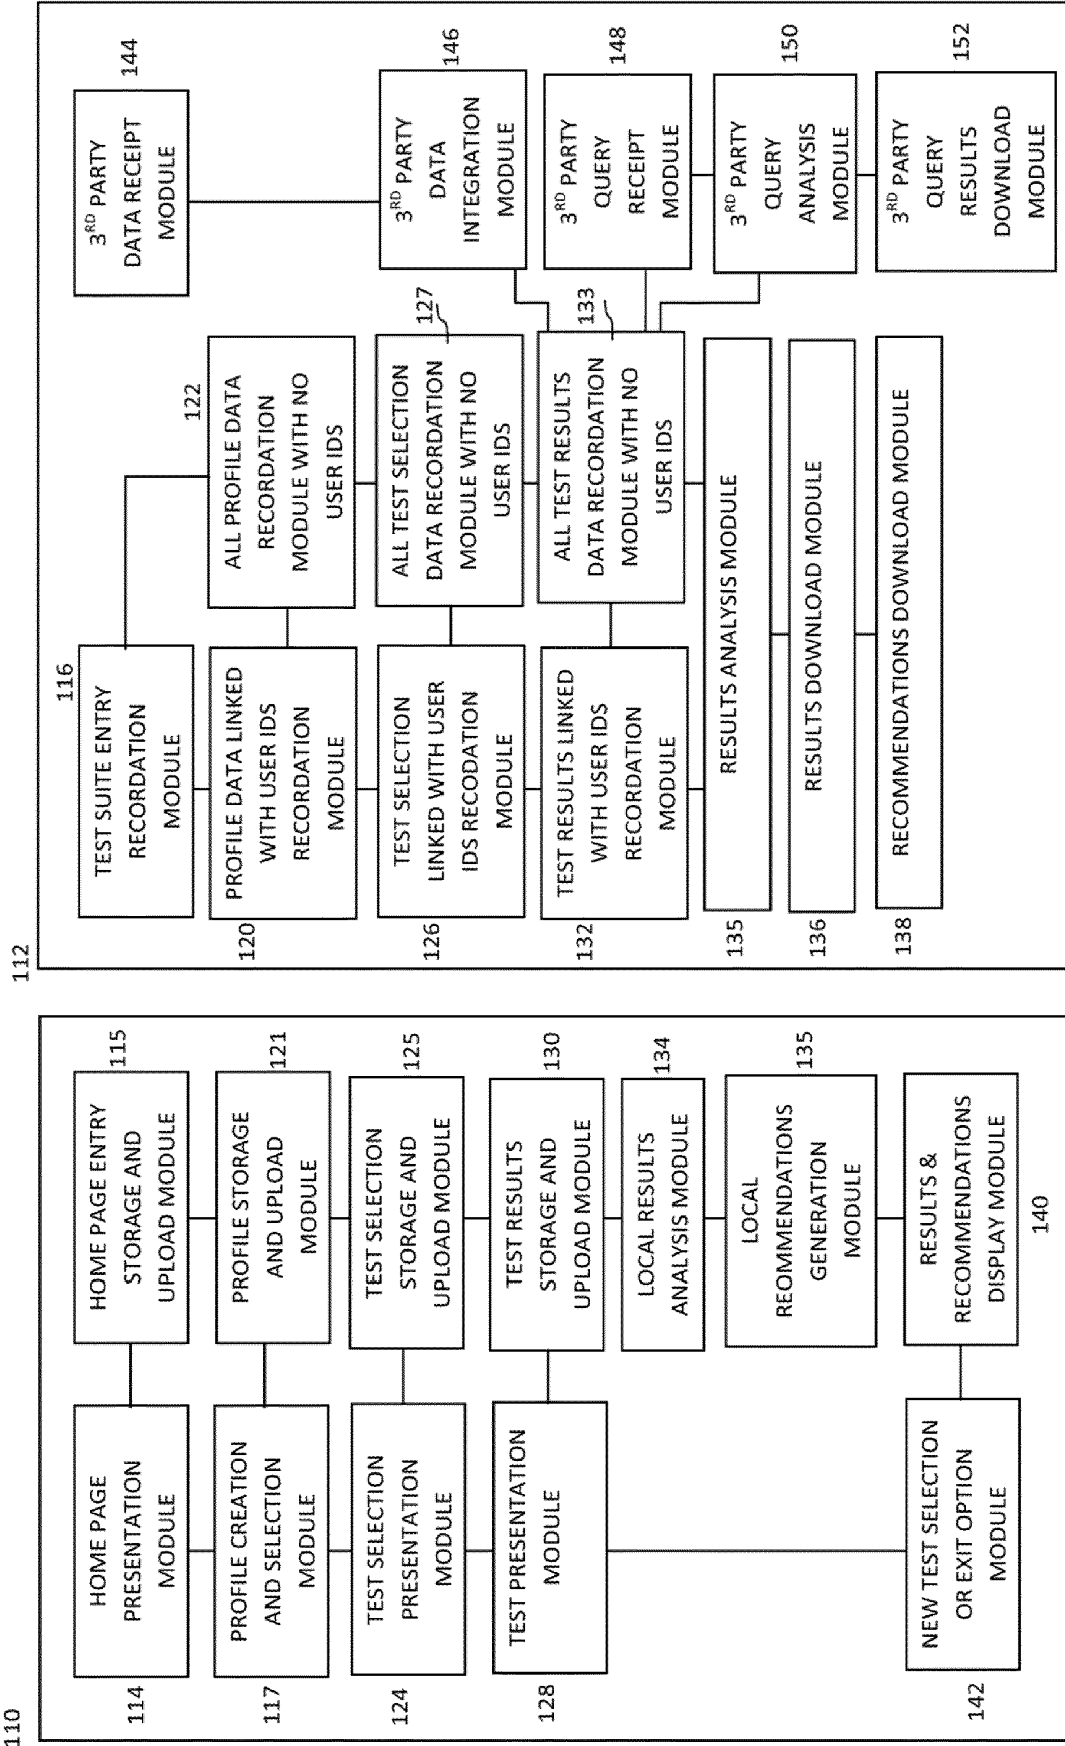 110
HOME PAGE
PRESENTATION
MODULE
114
HOME PAGE ENTRY
STORAGE AND
UPLOAD MODULE
115
PROFILE CREATION
AND SELECTION
MODULE
117
PROFILE STORAGE
AND UPLOAD
MODULE
121
TEST SELECTION
PRESENTATION
MODULE
124
TEST SELECTION
STORAGE AND
UPLOAD MODULE
125
TEST PRESENTATION
MODULE
128
TEST RESULTS
STORAGE AND
UPLOAD MODULE
130
LOCAL RESULTS
ANALYSIS MODULE
134
LOCAL
REOMMENDATIONS
GENERATION
MODULE
135
NEW TEST SELECTION
OR EXIT OPTION
MODULE
142
RESULTS &
RECOMMENDATIONS
DISPLAY MODULE
140
112
TEST SUITE ENTRY
RECORDATION
MODULE
116
PROFILE DATA LINKED
WITH USER IDS
RECORDATION
MODULE
120
ALL PROFILE DATA
RECORDATION
MODULE WITH NO
USER IDS
122
TEST SELECTION
LINKED WITH USER
IDS RECODATION
MODULE
126
ALL TEST SELECTION
DATA RECORDATION
MODULE WITH NO
USER IDS
127
TEST RESULTS LINKED
WITH USER IDS
RECORDATION
MODULE
132
ALL TEST RESULTS
DATA RECORDATION
MODULE WITH NO
USER IDS
133
RESULTS ANALYSIS MODULE
135
RESULTS DOWNLOAD MODULE
136
RECOMMENDATIONS DOWNLOAD MODULE
138
3RD PARTY
DATA RECEIPT
MODULE
144
3RD PARTY
DATA
INTEGRATION
MODULE
146
3RD PARTY
QUERY
RECEIPT
MODULE
148
3RD PARTY
QUERY
ANALYSIS
MODULE
150
3RD PARTY
QUERY
RESULTS
DOWNLOAD
MODULE
152